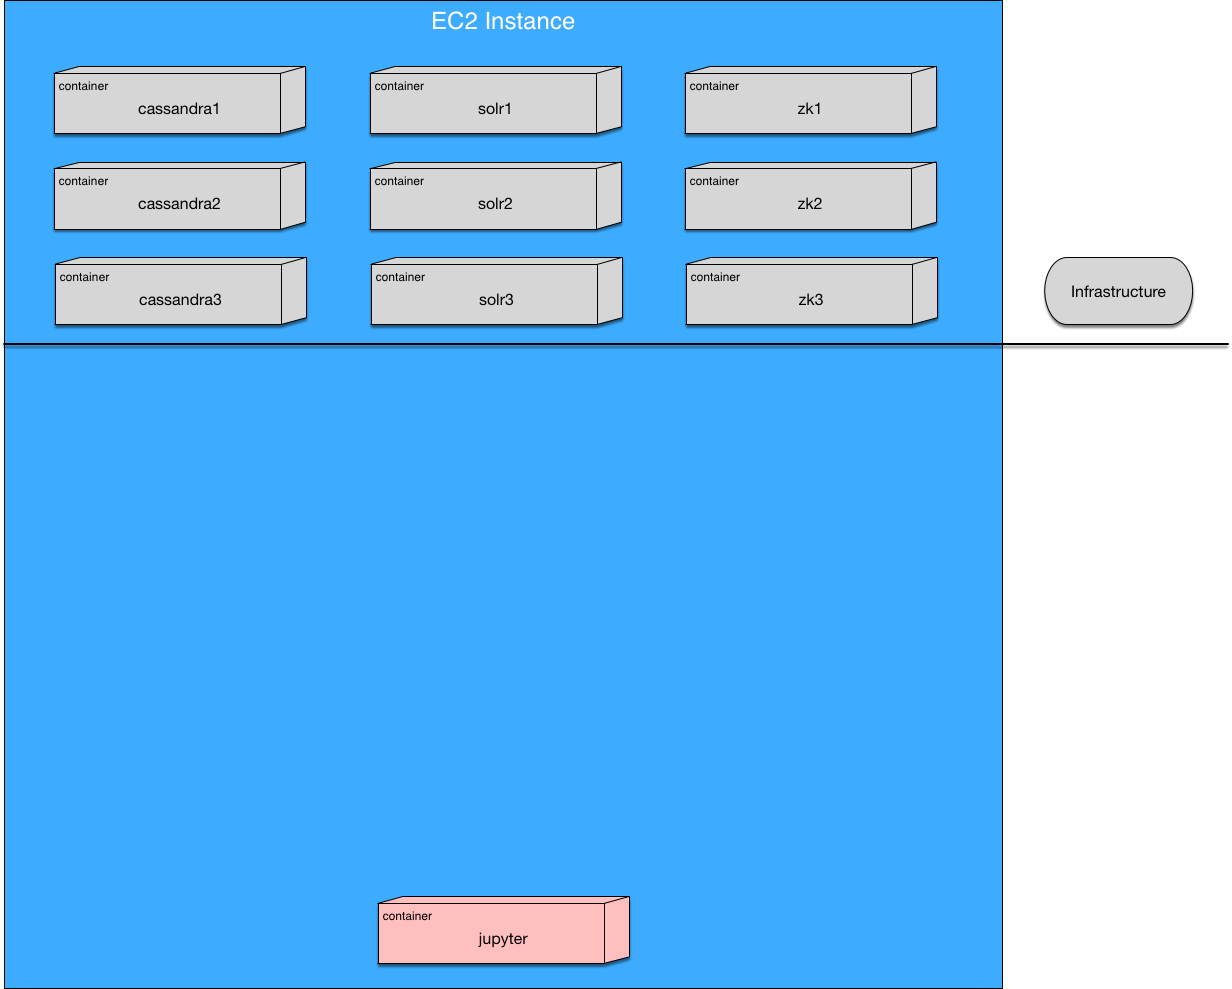 EC2 Instance
container
cassandra1
container
solr1
container
zk1
container
cassandra2
container
solr2
container
zk2
container
cassandra3
container
solr3
container
zk3
Infrastructure
container
jupyter